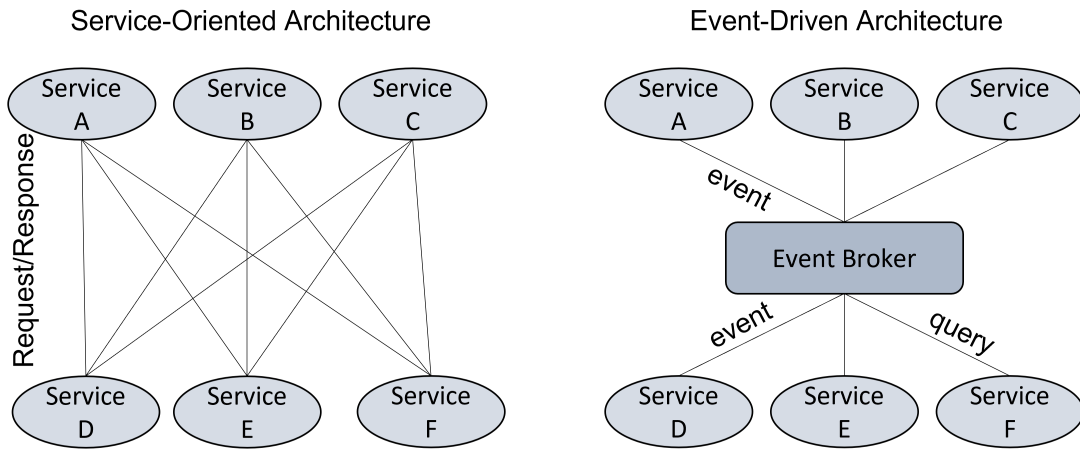 Service-Oriented Architecture
Service
A
Service
B
Service
C
Request/Response
Service
D
Service
E
Service
F
Event-Driven Architecture
Service
A
Service
B
Service
C
event
Event Broker
event
query
Service
D
Service
E
Service
F